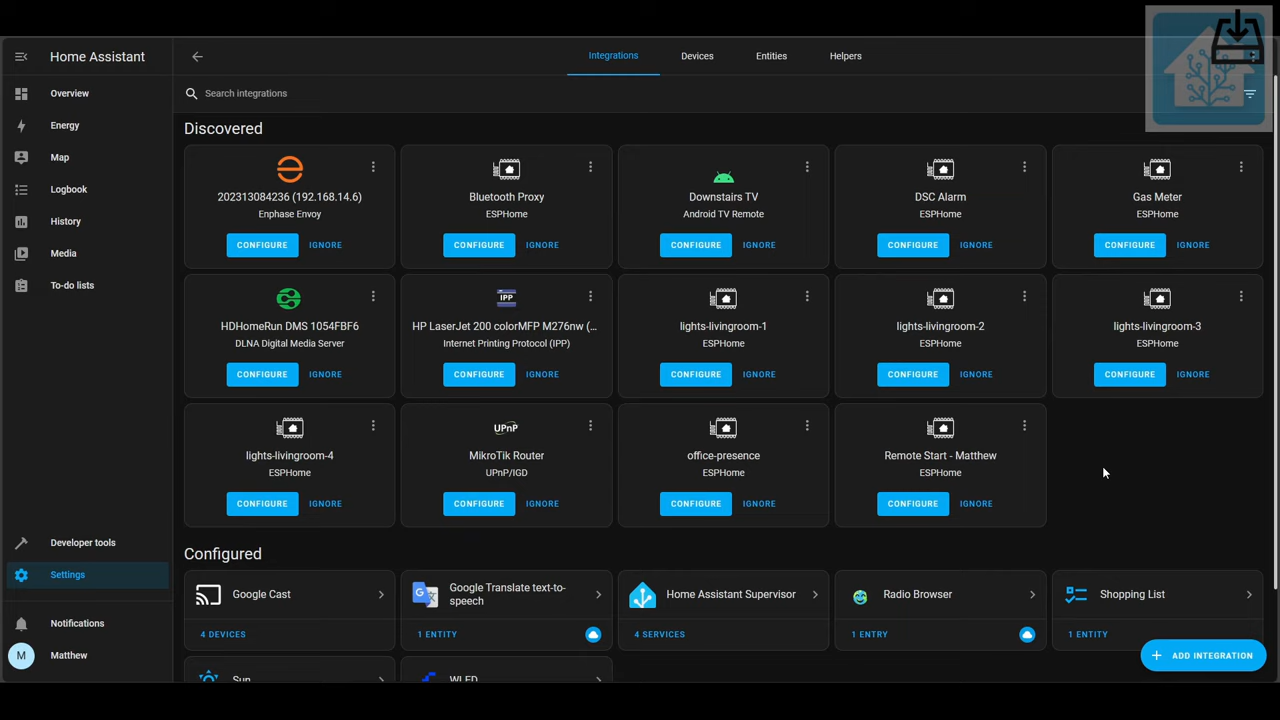 Home Assistant
Integrations
Devices
Entities
Helpers
Overview
Energy
Map
Logbook
History
Media
To-do lists
Developer tools
Settings
Notifications
M
Matthew
Search integrations
Discovered
202313084236 (192.168.14.6)
Enphase Envoy
CONFIGURE
IGNORE
Bluetooth Proxy
ESPHome
CONFIGURE
IGNORE
Downstairs TV
Android TV Remote
CONFIGURE
IGNORE
DSC Alarm
ESPHome
CONFIGURE
IGNORE
Gas Meter
ESPHome
CONFIGURE
IGNORE
HDHomeRun DMS 1054FBF6
DLNA Digital Media Server
CONFIGURE
IGNORE
IPP
HP LaserJet 200 colorMFP M276nw (...
Internet Printing Protocol (IPP)
CONFIGURE
IGNORE
lights-livingroom-1
ESPHome
CONFIGURE
IGNORE
lights-livingroom-2
ESPHome
CONFIGURE
IGNORE
lights-livingroom-3
ESPHome
CONFIGURE
IGNORE
lights-livingroom-4
ESPHome
CONFIGURE
IGNORE
UPnP
MikroTik Router
UPnP/IGD
CONFIGURE
IGNORE
office-presence
ESPHome
CONFIGURE
IGNORE
Remote Start - Matthew
ESPHome
CONFIGURE
IGNORE
Configured
Google Cast
4 DEVICES
Google Translate text-to-
speech
1 ENTITY
Home Assistant Supervisor
4 SERVICES
Radio Browser
1 ENTRY
Shopping List
1 ENTITY
Sun
WLED
ADD INTEGRATION